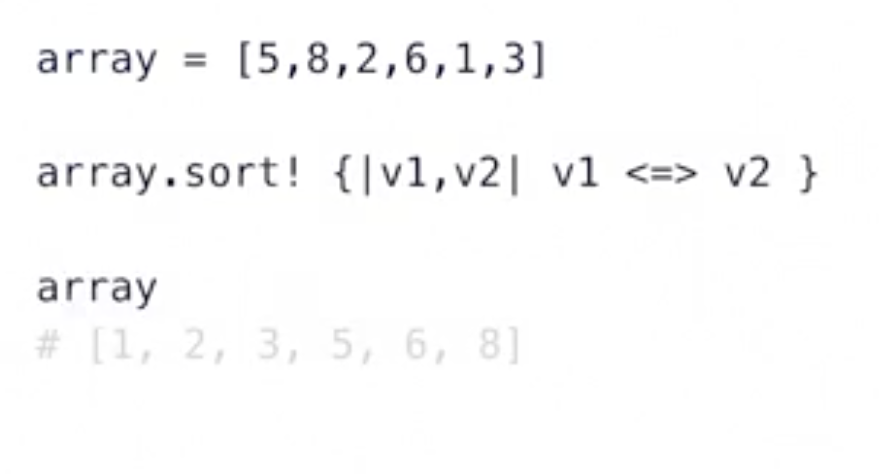 array = [5,8,2,6,1,3]
array.sort! {|v1,v2| v1 <=> v2 }
array
# [1, 2, 3, 5, 6, 8]